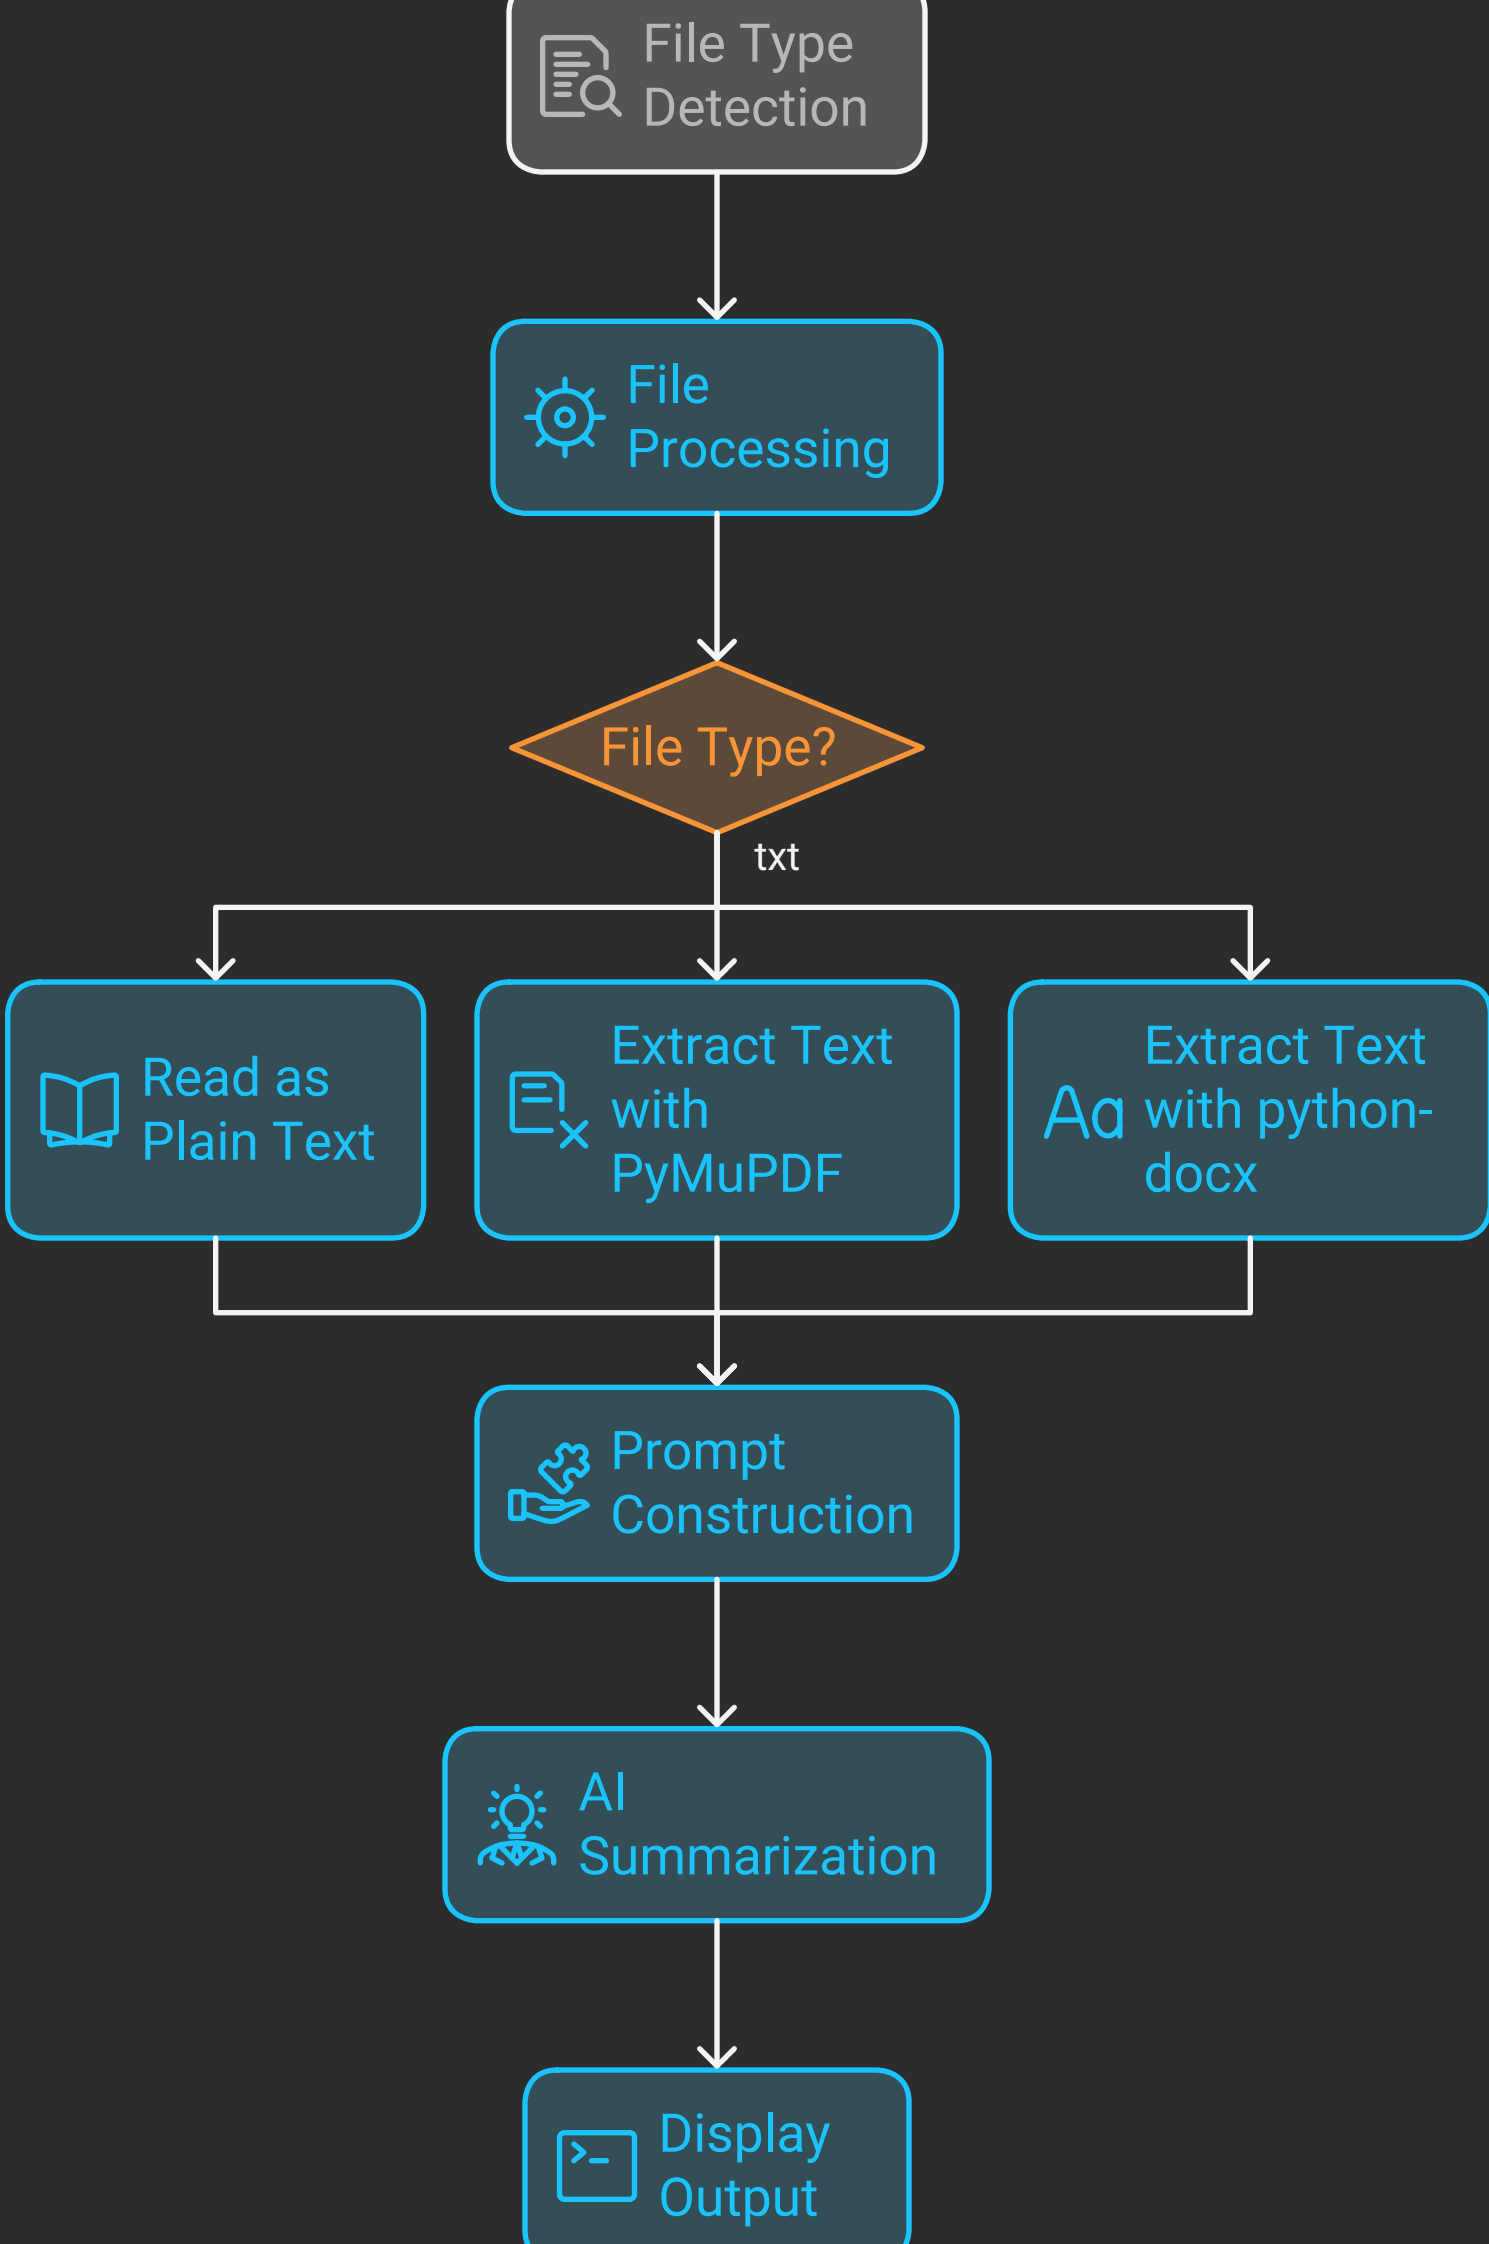 File Type
Detection
File
Processing
File Type?
txt
Read as
Plain Text
Extract Text
with
PyMuPDF
Extract Text
with python-
docx
Prompt
Construction
AI
Summarization
Display
Output